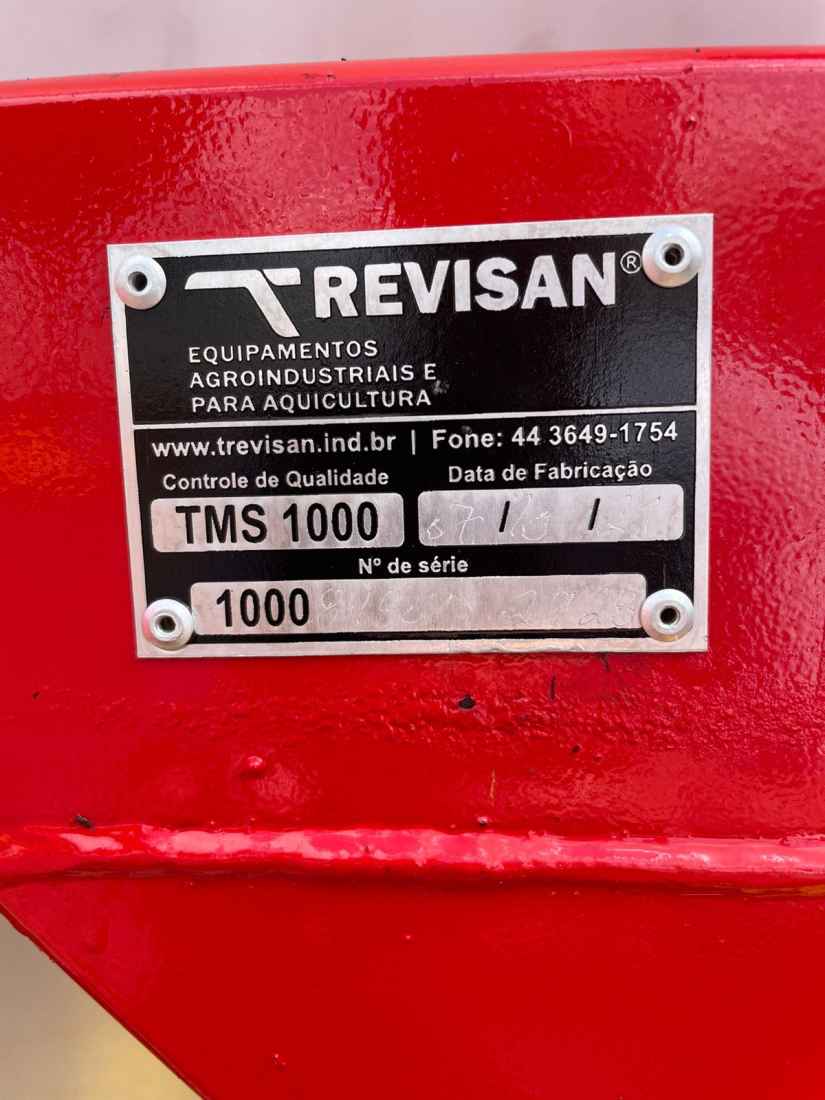 TREVISAN®
EQUIPAMENTOS
AGROINDUSTRIAIS E
PARA AQUICULTURA
www.trevisan.ind.br | Fone: 44 3649-1754
Controle de Qualidade Data de Fabricação
TMS 1000 07/ /
Nº de série
1000